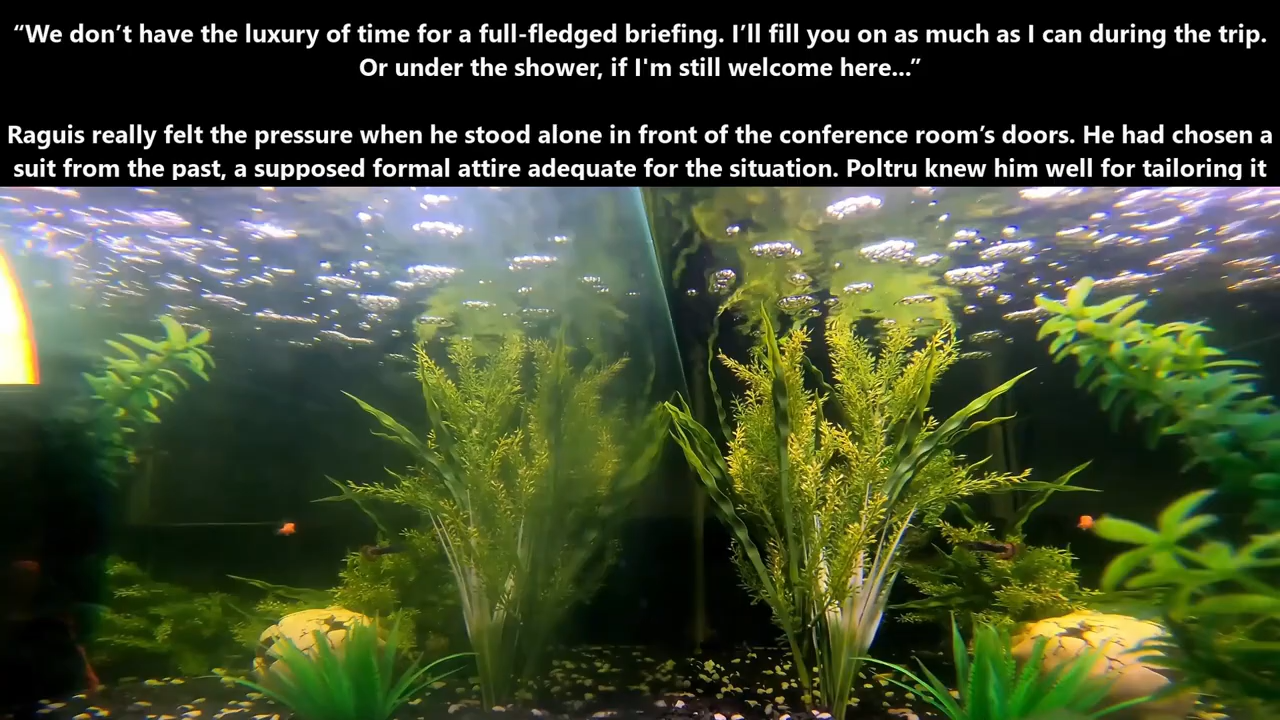 “We don’t have the luxury of time for a full-fledged briefing. I’ll fill you on as much as I can during the trip.
Or under the shower, if I'm still welcome here...”
Raguis really felt the pressure when he stood alone in front of the conference room’s doors. He had chosen a
suit from the past, a supposed formal attire adequate for the situation. Poltru knew him well for tailoring it